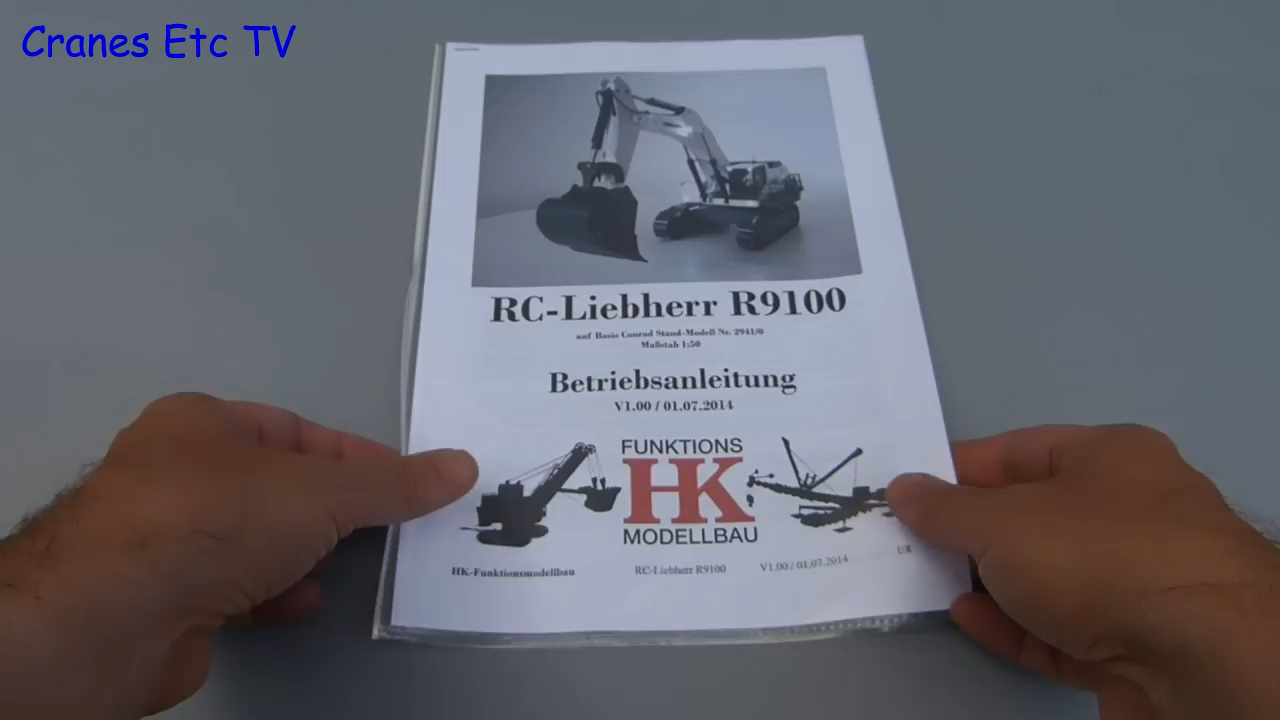 Cranes Etc TV
RC-Liebherr R9100
auf Basis Conrad Stand-Modell Nr. 2941/0
Maßstab 1:50
Betriebsanleitung
V1.00 / 01.07.2014
FUNKTIONS
HK
MODELLBAU
HK-Funktionsmodellbau RC-Liebherr R9100 V1.00 / 01.07.2014